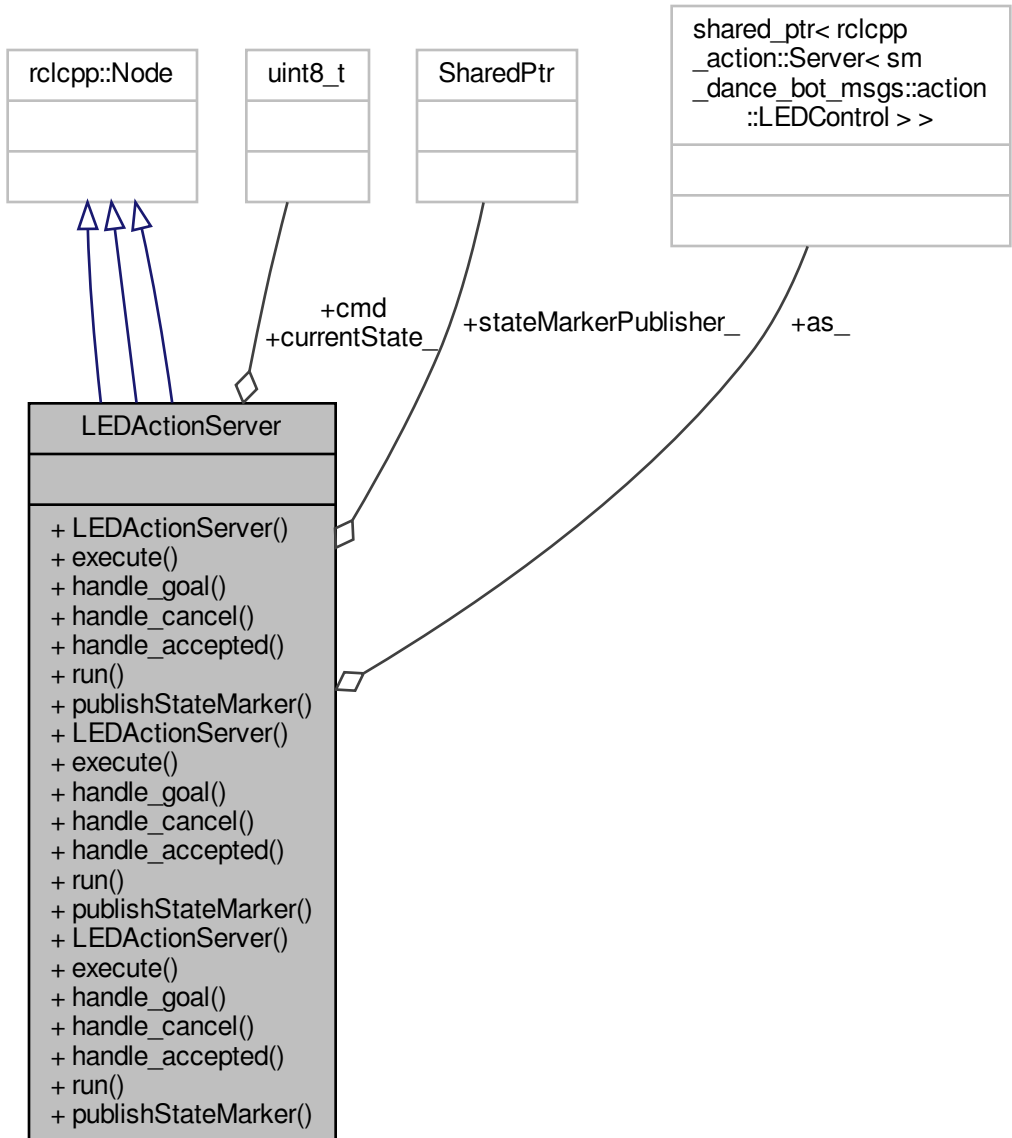 rclcpp::Node
uint8_t
SharedPtr
shared_ptr< rclcpp
_action::Server< sm
_dance_bot_msgs::action
::LEDControl > >
+cmd
+currentState_
+stateMarkerPublisher_
+as_
LEDActionServer
+ LEDActionServer()
+ execute()
+ handle_goal()
+ handle_cancel()
+ handle_accepted()
+ run()
+ publishStateMarker()
+ LEDActionServer()
+ execute()
+ handle_goal()
+ handle_cancel()
+ handle_accepted()
+ run()
+ publishStateMarker()
+ LEDActionServer()
+ execute()
+ handle_goal()
+ handle_cancel()
+ handle_accepted()
+ run()
+ publishStateMarker()